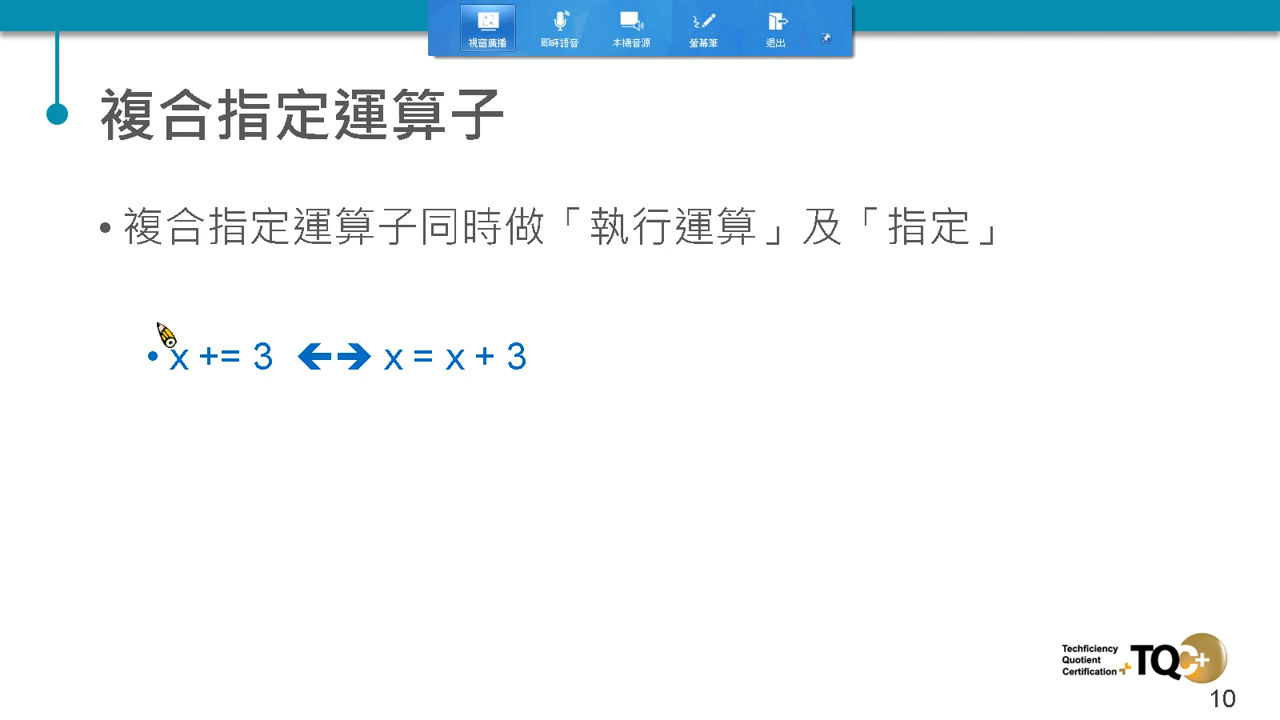 視窗廣播 即時語音 本機音源 螢幕筆 退出
複合指定運算子
• 複合指定運算子同時做「執行運算」及「指定」
• x += 3 🡸🡺 x = x + 3
Techficiency
Quotient
Certification
TQC+
10